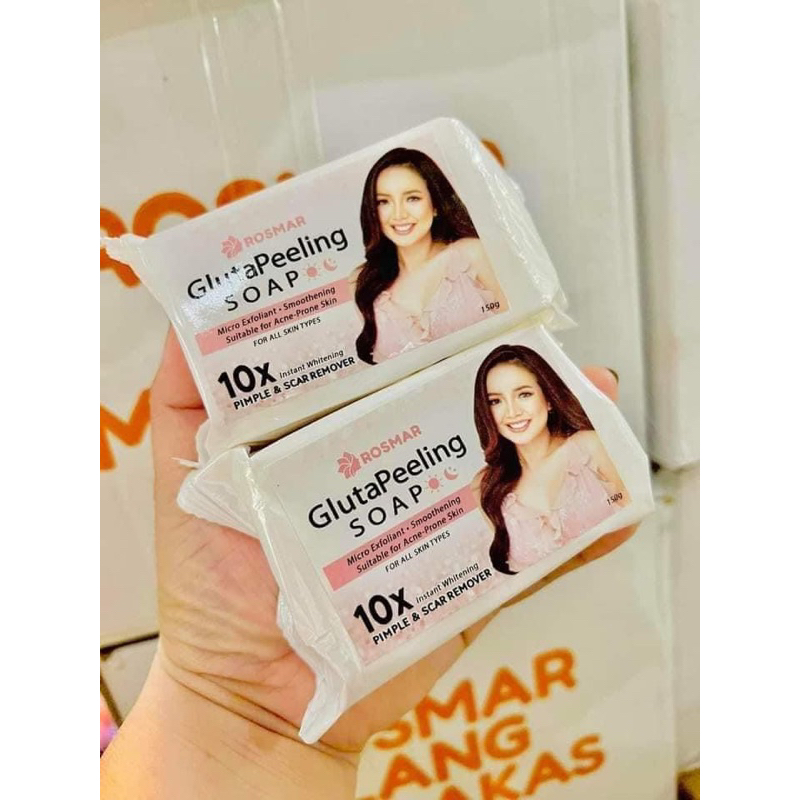 ROSMAR
GlutaPeeling
SOAP
Micro Exfoliant • Smoothening
Suitable for Acne-Prone Skin
FOR ALL SKIN TYPES
10x Instant Whitening
PIMPLE & SCAR REMOVER
150g
ROSMAR
GlutaPeeling
SOAP
Micro Exfoliant • Smoothening
Suitable for Acne-Prone Skin
FOR ALL SKIN TYPES
10x Instant Whitening
PIMPLE & SCAR REMOVER
150g
SMAR
ANG
AKAS